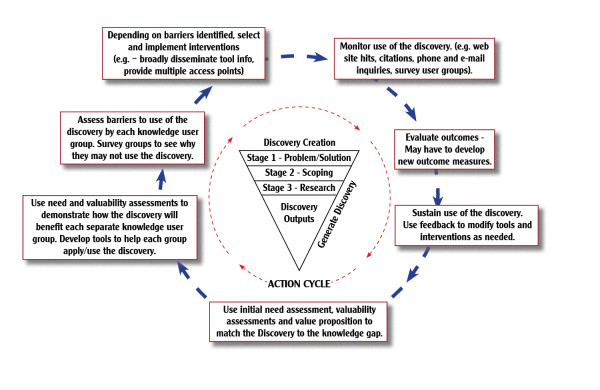 Depending on barriers identified, select
and implement interventions
(e.g. – broadly disseminate tool info,
provide multiple access points)
Monitor use of the discovery. (e.g. web
site hits, citations, phone and e-mail
inquiries, survey user groups).
Assess barriers to use of the
discovery by each knowledge user
group. Survey groups to see why
they may not use the discovery.
Evaluate outcomes -
May have to develop
new outcome measures.
Use need and valuability assessments to
demonstrate how the discovery will
benefit each separate knowledge user
group. Develop tools to help each group
apply/use the discovery.
Sustain use of the discovery.
Use feedback to modify tools and
interventions as needed.
Discovery Creation
Stage 1 - Problem/Solution
Stage 2 - Scoping
Stage 3 - Research
Discovery
Outputs
Generate Discovery
ACTION CYCLE
Use initial need assessment, valuability
assessments and value proposition to
match the Discovery to the knowledge gap.